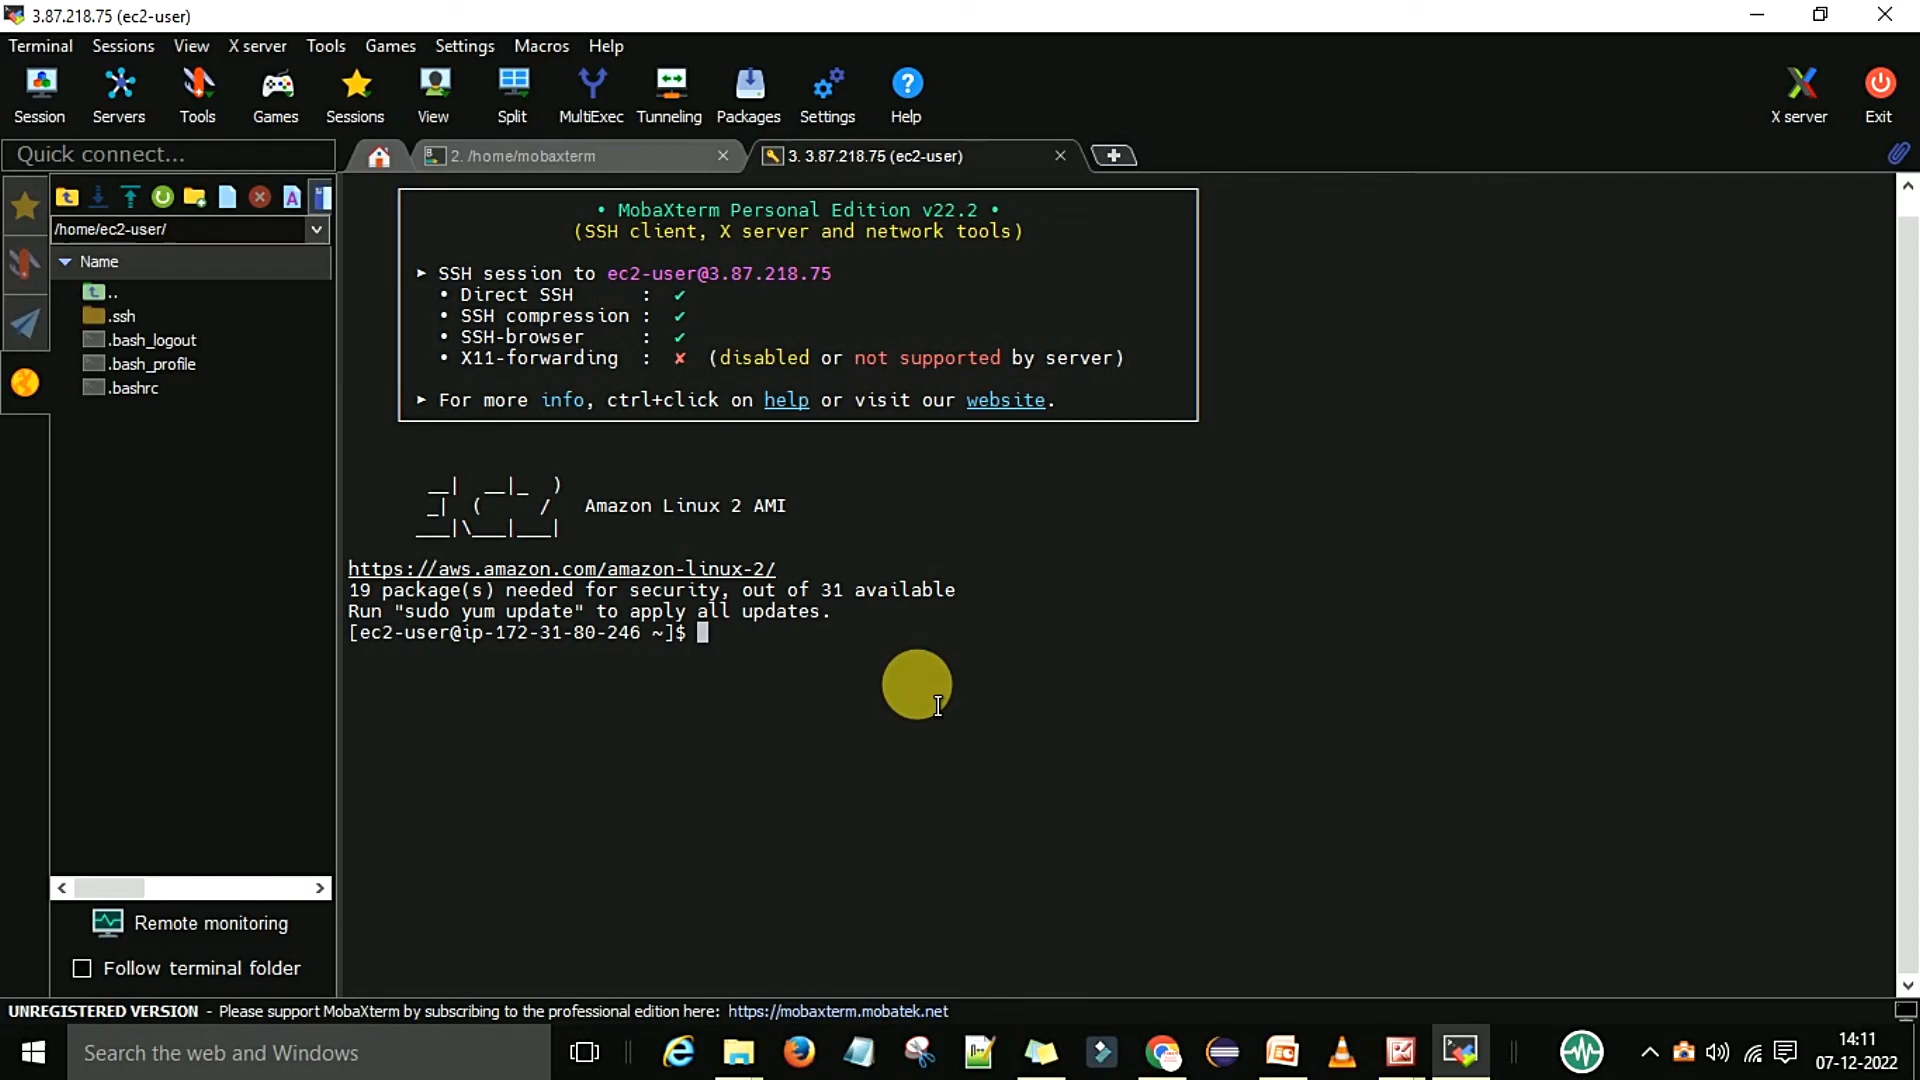 3.87.218.75 (ec2-user)
Terminal Sessions View X server Tools Games Settings Macros Help
Session Servers Tools Games Sessions View Split MultiExec Tunneling Packages Settings Help X server Exit
Quick connect...
2. /home/mobaxterm
3. 3.87.218.75 (ec2-user)
/home/ec2-user/
Name
..
.ssh
.bash_logout
.bash_profile
.bashrc
• MobaXterm Personal Edition v22.2 •
(SSH client, X server and network tools)
► SSH session to ec2-user@3.87.218.75
• Direct SSH : ✔
• SSH compression : ✔
• SSH-browser : ✔
• X11-forwarding : ✘ (disabled or not supported by server)
► For more info, ctrl+click on help or visit our website.
__| __|_ )
_| ( / Amazon Linux 2 AMI
___|\___|___|
https://aws.amazon.com/amazon-linux-2/
19 package(s) needed for security, out of 31 available
Run "sudo yum update" to apply all updates.
[ec2-user@ip-172-31-80-246 ~]$
Remote monitoring
Follow terminal folder
UNREGISTERED VERSION - Please support MobaXterm by subscribing to the professional edition here: https://mobaxterm.mobatek.net
Search the web and Windows
14:11
07-12-2022